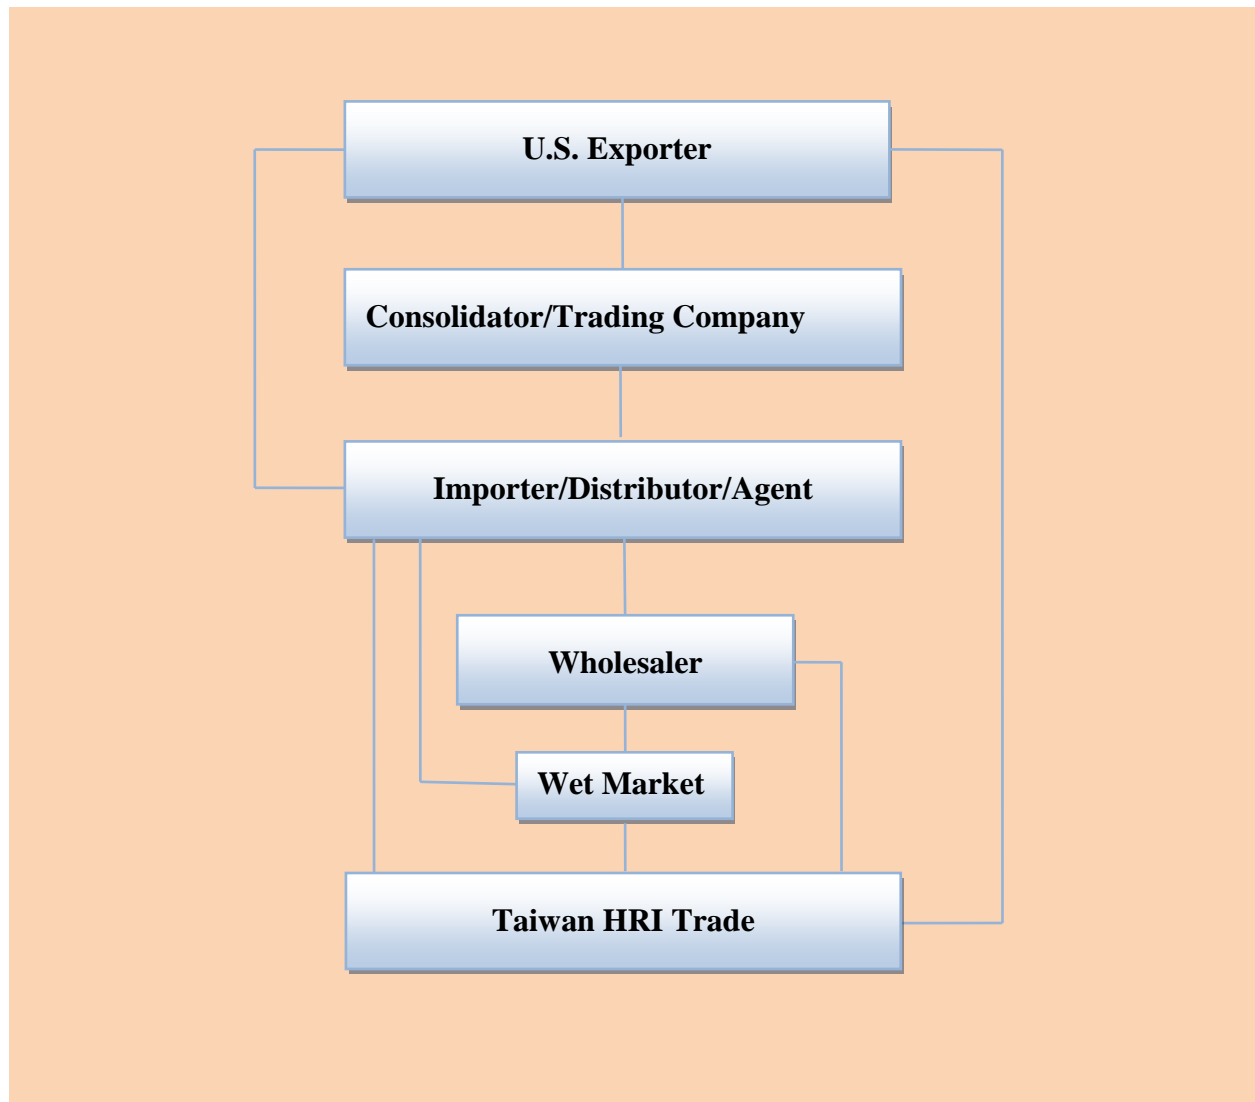 U.S. Exporter
Consolidator/Trading Company
Importer/Distributor/Agent
Wholesaler
Wet Market
Taiwan HRI Trade